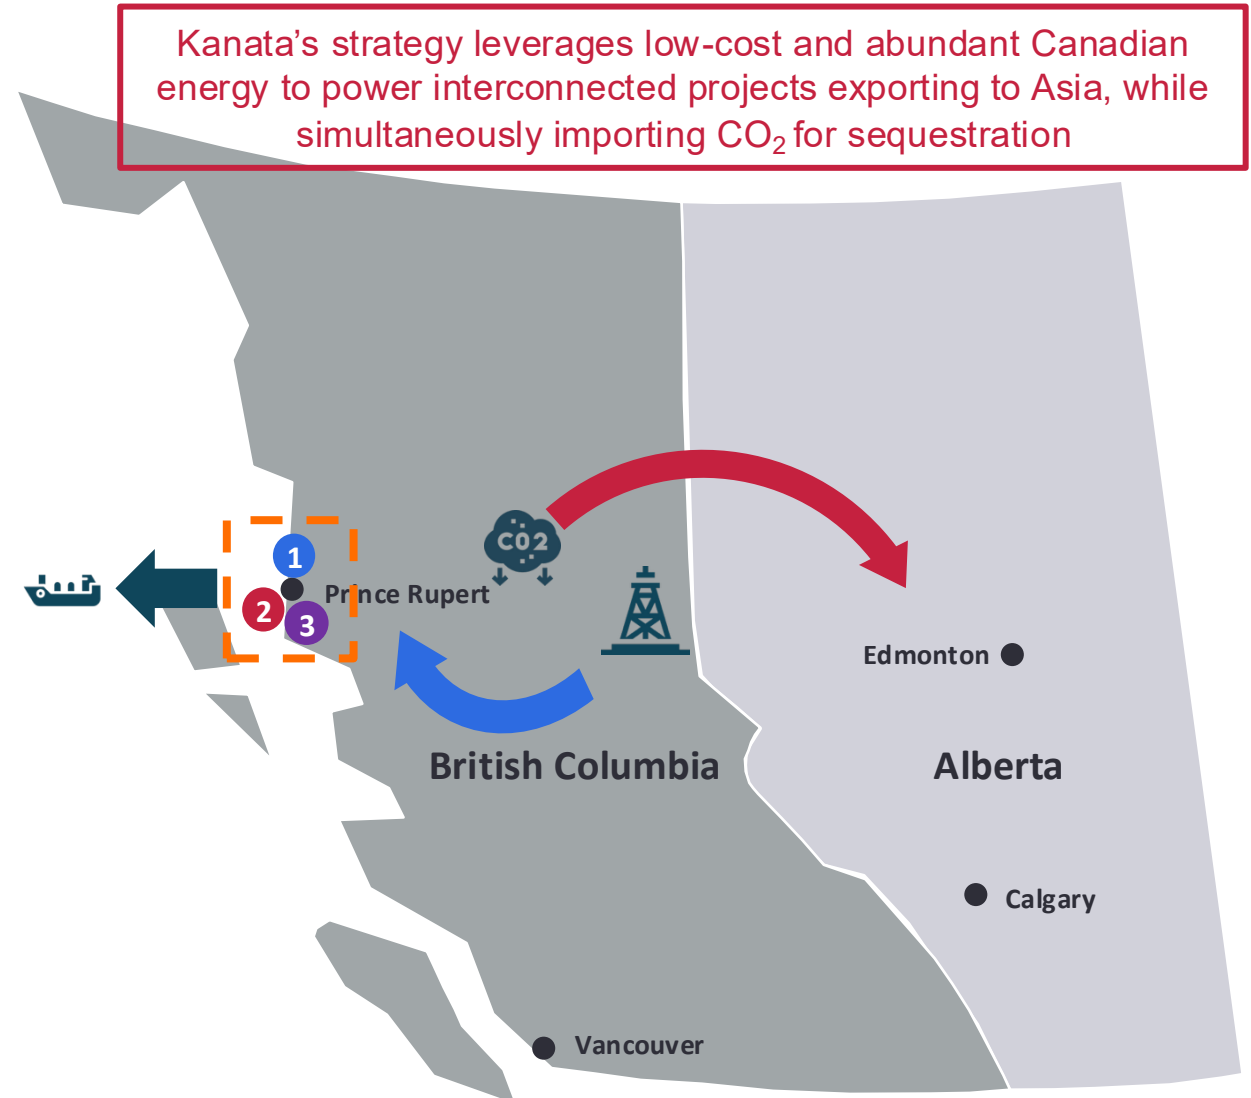 Kanata’s strategy leverages low-cost and abundant Canadian
energy to power interconnected projects exporting to Asia, while
simultaneously importing CO₂ for sequestration
CO2
1
Prince Rupert
2
3
Edmonton
British Columbia
Alberta
Calgary
Vancouver